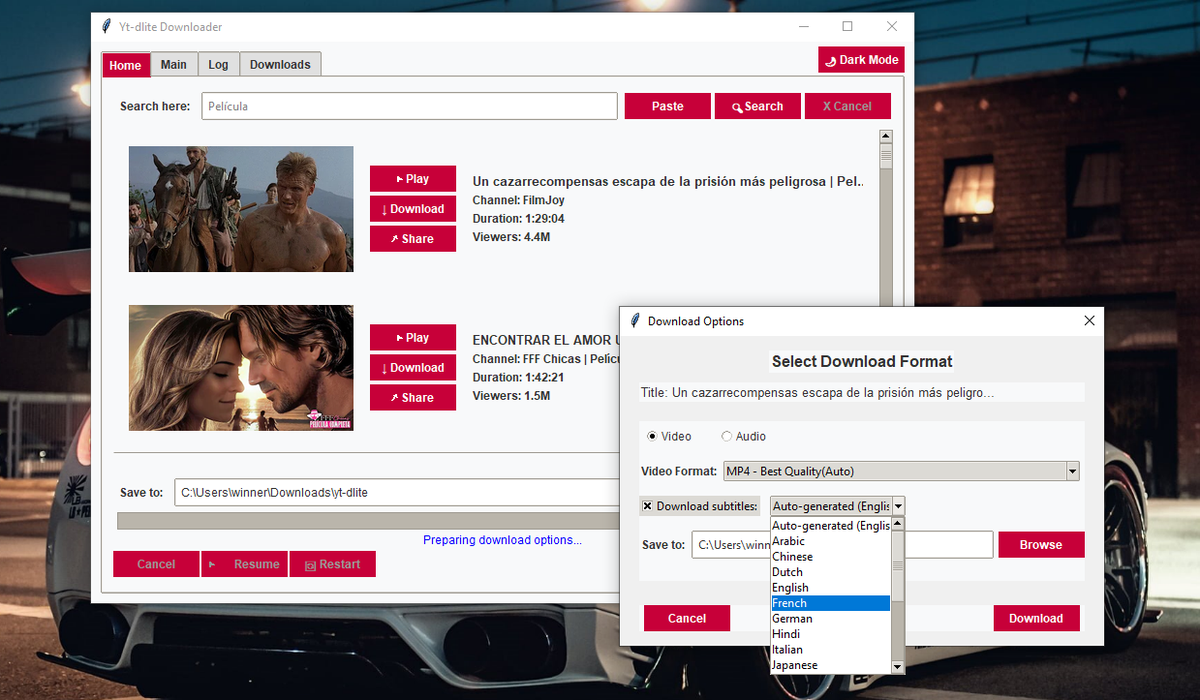 Yt-dlite Downloader
Home
Main
Log
Downloads
Dark Mode
Search here:
Película
Paste
Search
X Cancel
Play
Download
Share
Un cazarrecompensas escapa de la prisión más peligrosa | Pel..
Channel: FilmJoy
Duration: 1:29:04
Viewers: 4.4M
PELÍCULA COMPLETA
Play
Download
Share
ENCONTRAR EL AMOR
Channel: FFF Chicas | Pelícu
Duration: 1:42:21
Viewers: 1.5M
Save to:
C:\Users\winner\Downloads\yt-dlite
Preparing download options...
Cancel
Resume
Restart
Download Options
Select Download Format
Title: Un cazarrecompensas escapa de la prisión más peligro...
Video
Audio
Video Format:
MP4 - Best Quality(Auto)
Download subtitles:
Auto-generated (Englis
Auto-generated (Englis
Arabic
Chinese
Dutch
English
French
German
Hindi
Italian
Japanese
Save to:
C:\Users\winn
Browse
Cancel
Download